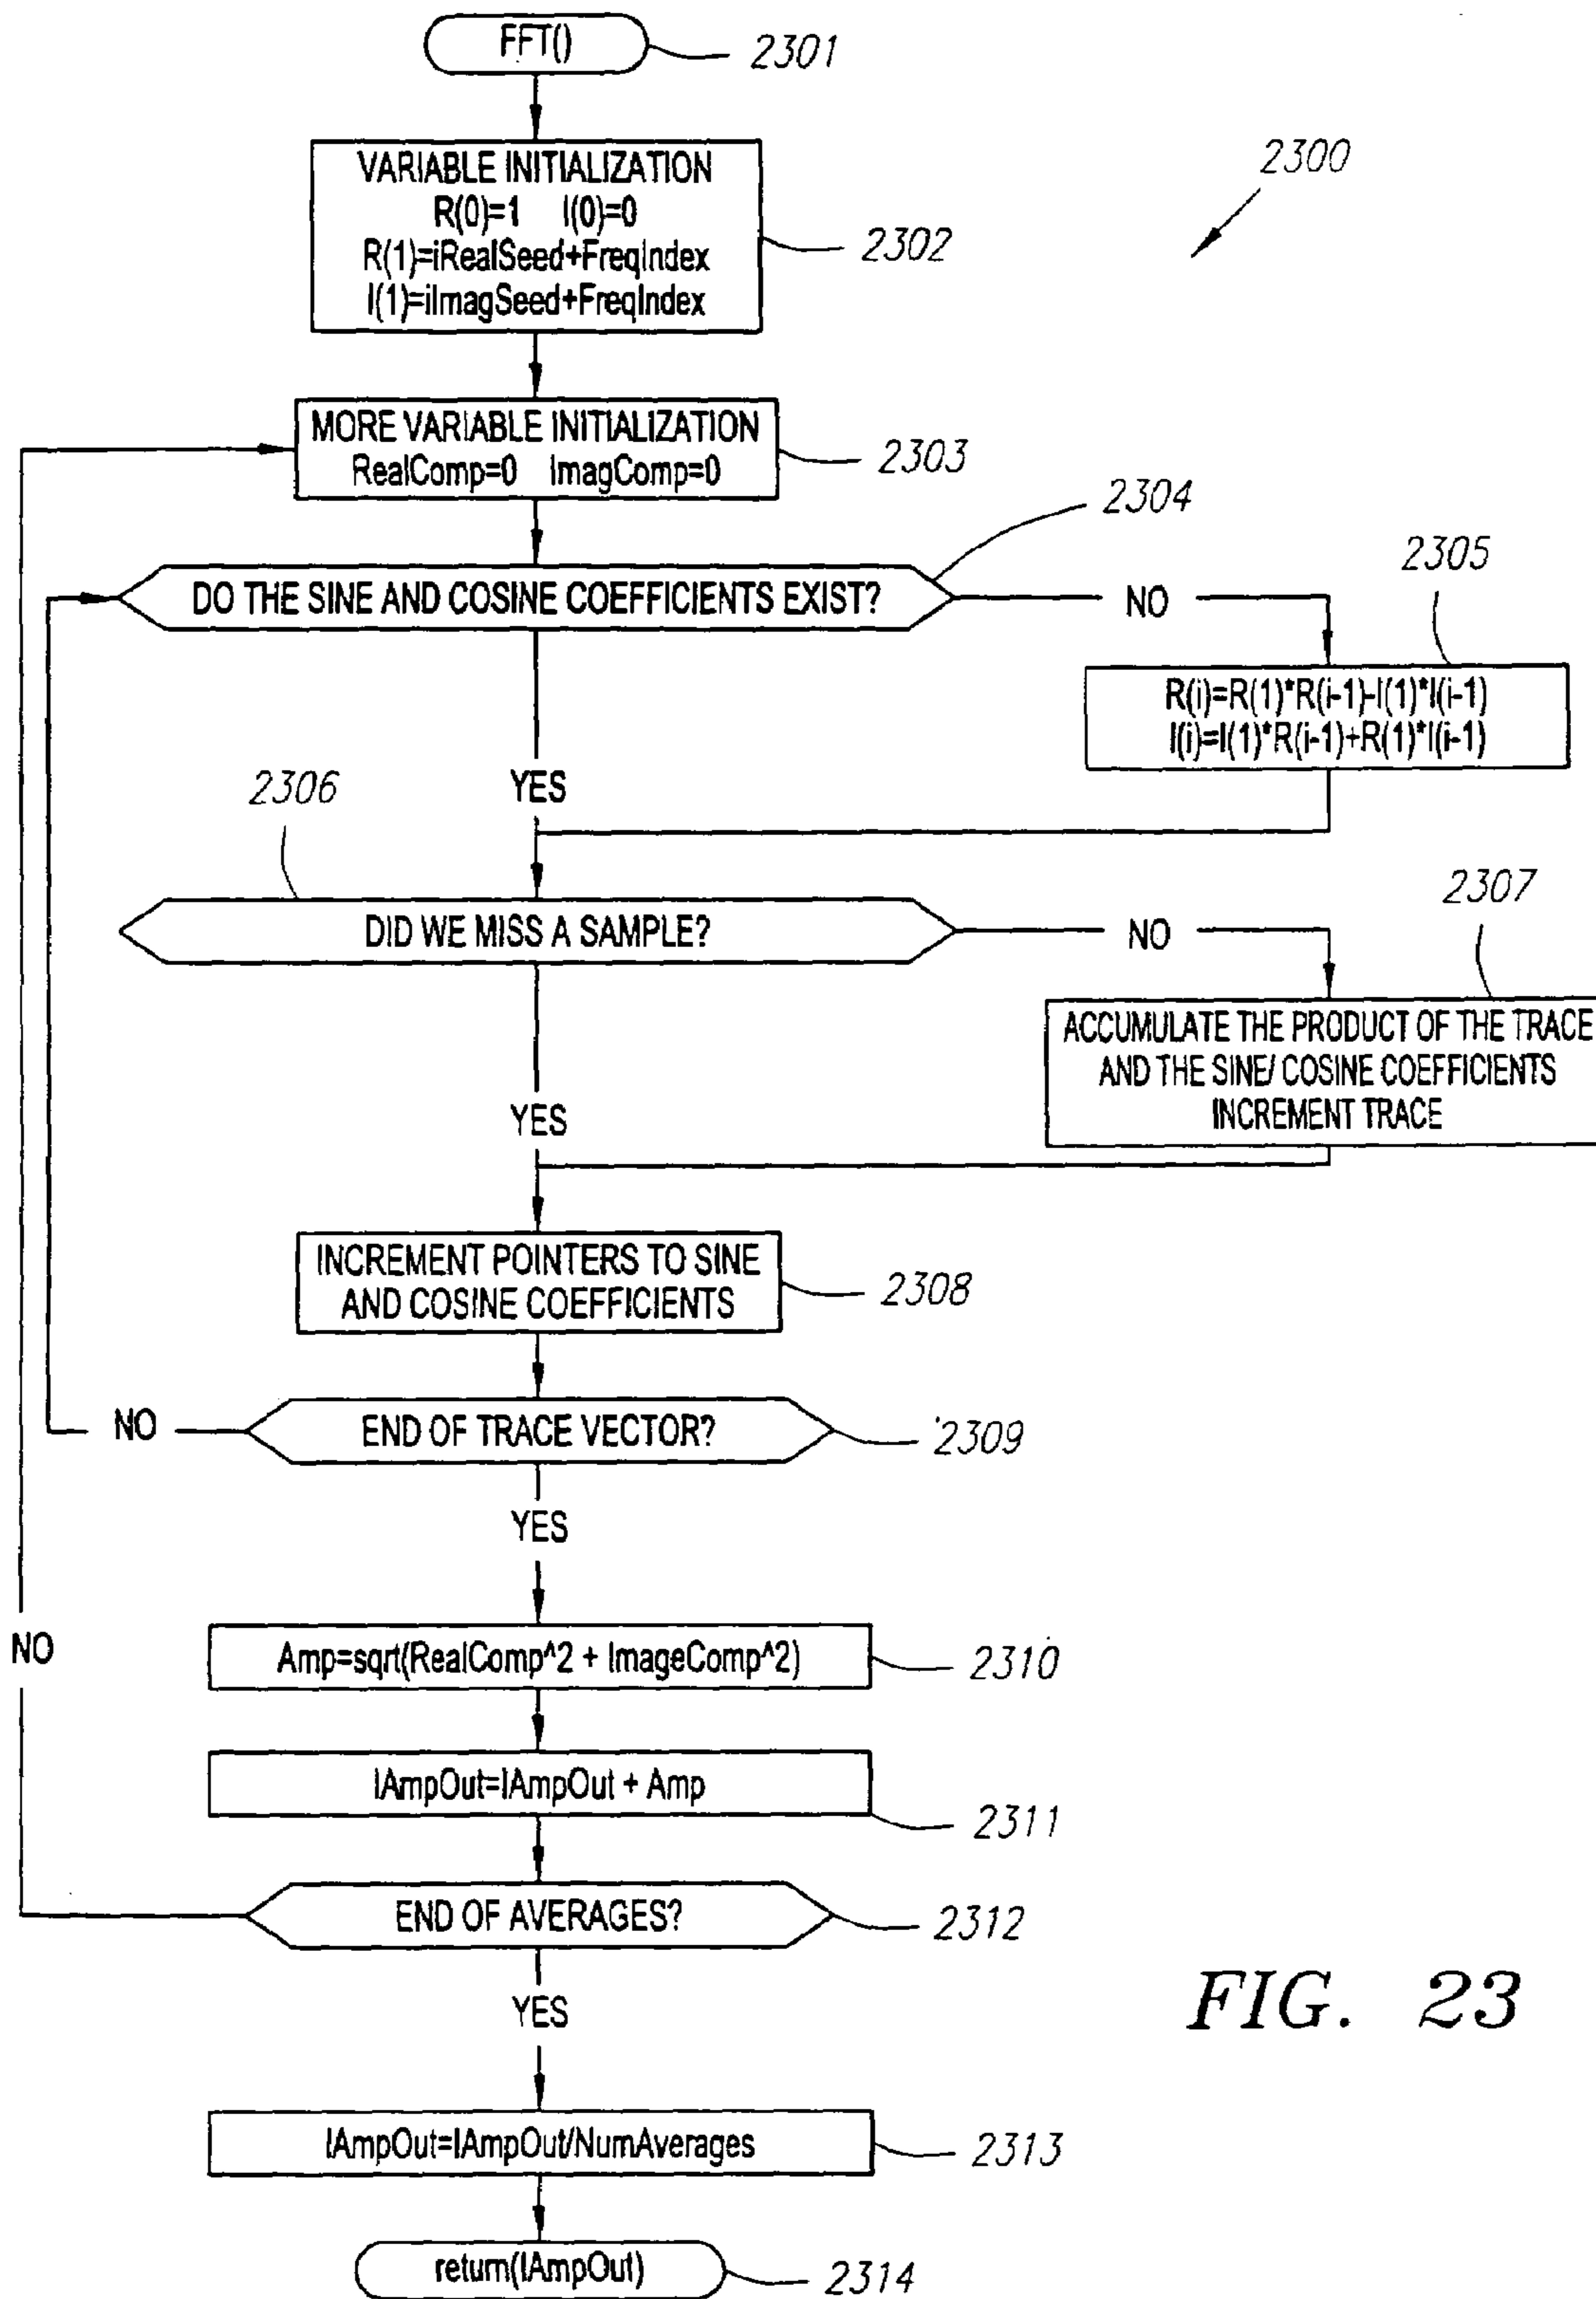 FFT()
2301
2300
VARIABLE INITIALIZATION
R(0)=1 I(0)=0
R(1)=iRealSeed+FreqIndex
I(1)=iImagSeed+FreqIndex
2302
MORE VARIABLE INITIALIZATION
RealComp=0 ImagComp=0
2303
2304
DO THE SINE AND COSINE COEFFICIENTS EXIST?
NO
2305
R(i)=R(1)*R(i-1)-I(1)*I(i-1)
I(i)=I(1)*R(i-1)+R(1)*I(i-1)
YES
2306
DID WE MISS A SAMPLE?
NO
2307
ACCUMULATE THE PRODUCT OF THE TRACE
AND THE SINE/ COSINE COEFFICIENTS
INCREMENT TRACE
YES
INCREMENT POINTERS TO SINE
AND COSINE COEFFICIENTS
2308
NO
END OF TRACE VECTOR?
2309
YES
NO
Amp=sqrt(RealComp^2 + ImageComp^2)
2310
lAmpOut=lAmpOut + Amp
2311
END OF AVERAGES?
2312
YES
FIG. 23
lAmpOut=lAmpOut/NumAverages
2313
return(lAmpOut)
2314